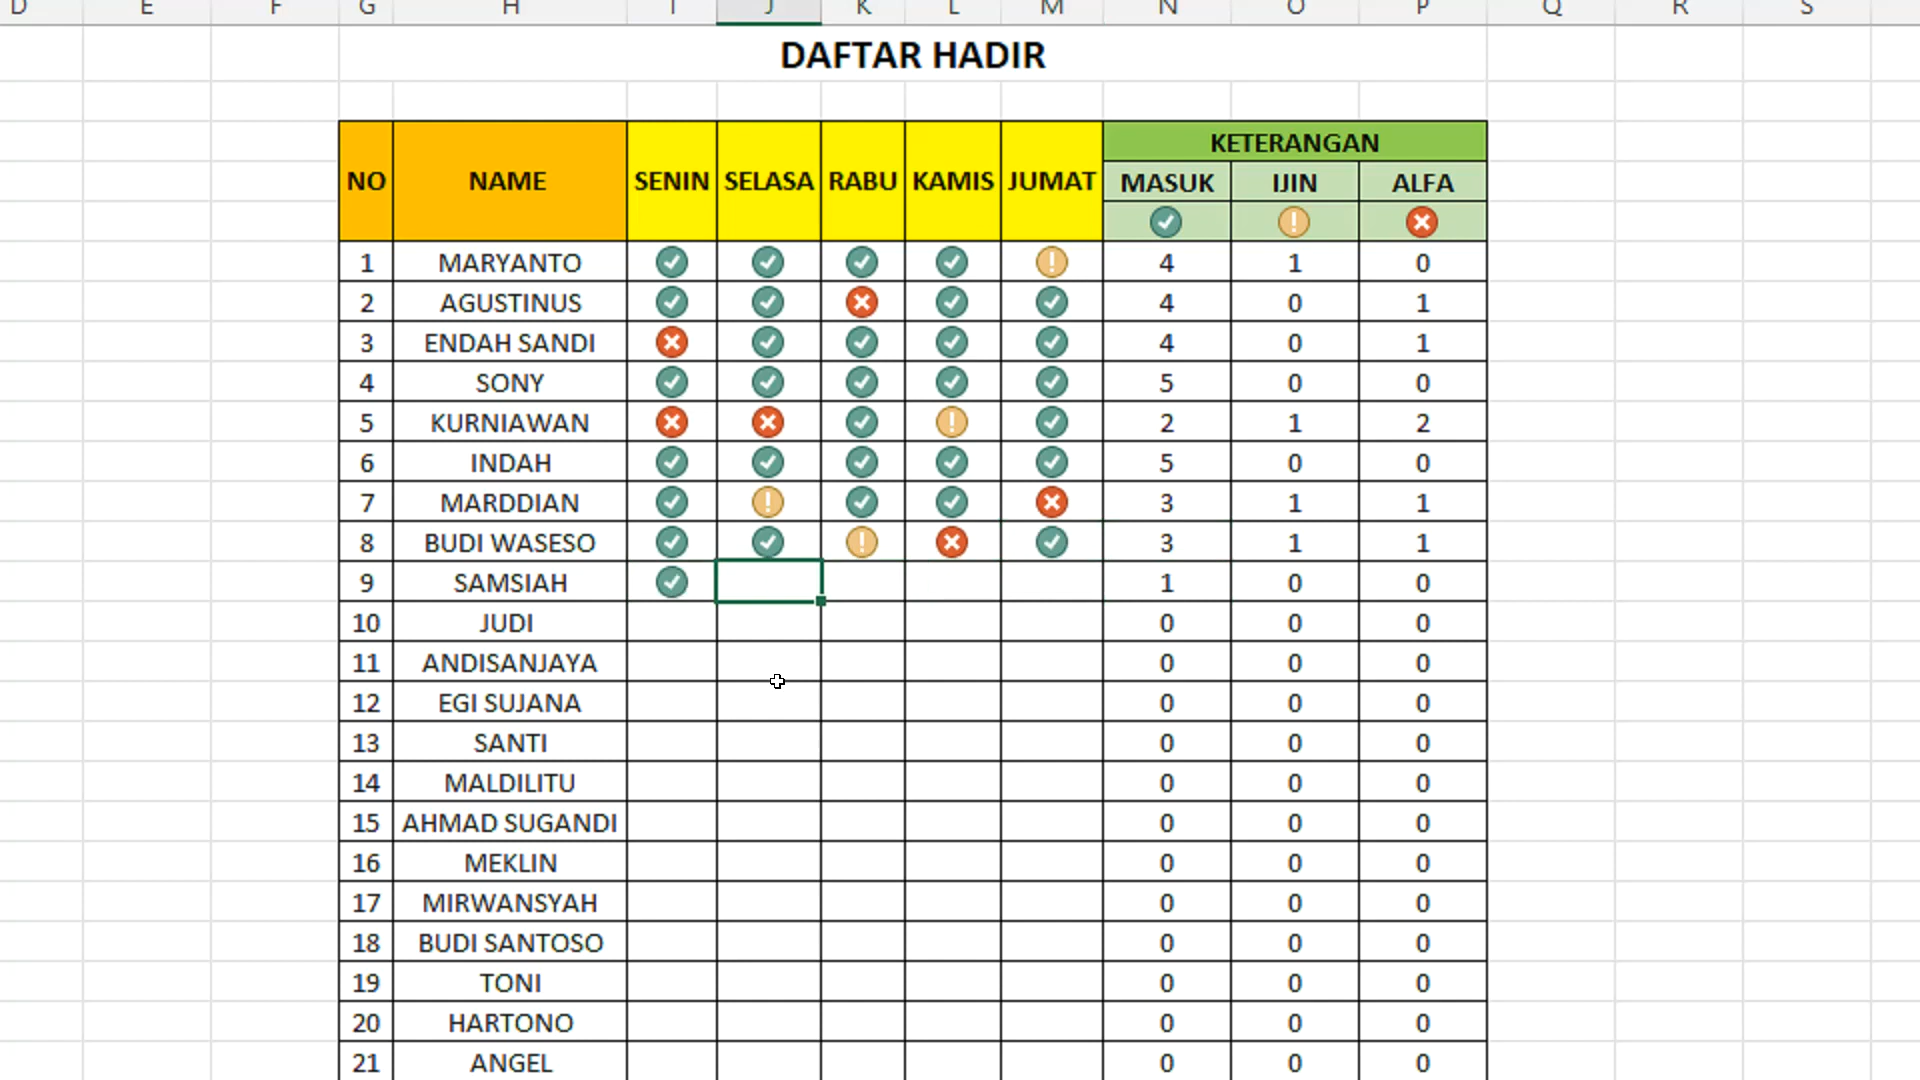 D E F G H I J K L M N O P Q R S
DAFTAR HADIR
KETERANGAN
NO NAME SENIN SELASA RABU KAMIS JUMAT MASUK IJIN ALFA
1 MARYANTO 4 1 0
2 AGUSTINUS 4 0 1
3 ENDAH SANDI 4 0 1
4 SONY 5 0 0
5 KURNIAWAN 2 1 2
6 INDAH 5 0 0
7 MARDDIAN 3 1 1
8 BUDI WASESO 3 1 1
9 SAMSIAH 1 0 0
10 JUDI 0 0 0
11 ANDISANJAYA 0 0 0
12 EGI SUJANA 0 0 0
13 SANTI 0 0 0
14 MALDILITU 0 0 0
15 AHMAD SUGANDI 0 0 0
16 MEKLIN 0 0 0
17 MIRWANSYAH 0 0 0
18 BUDI SANTOSO 0 0 0
19 TONI 0 0 0
20 HARTONO 0 0 0
21 ANGEL 0 0 0